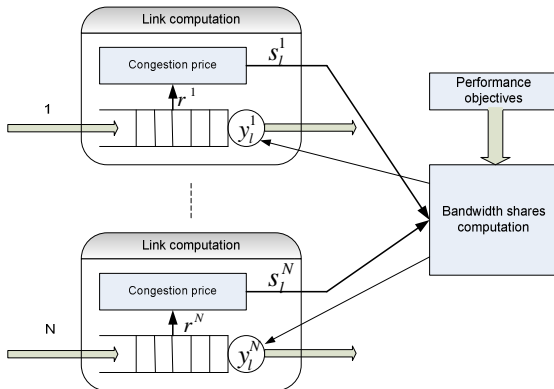 Link computation
Congestion price
s_l^1
r^1
1
y_l^1
Performance
objectives
Bandwidth shares
computation
Link computation
Congestion price
s_l^N
r^N
N
y_l^N